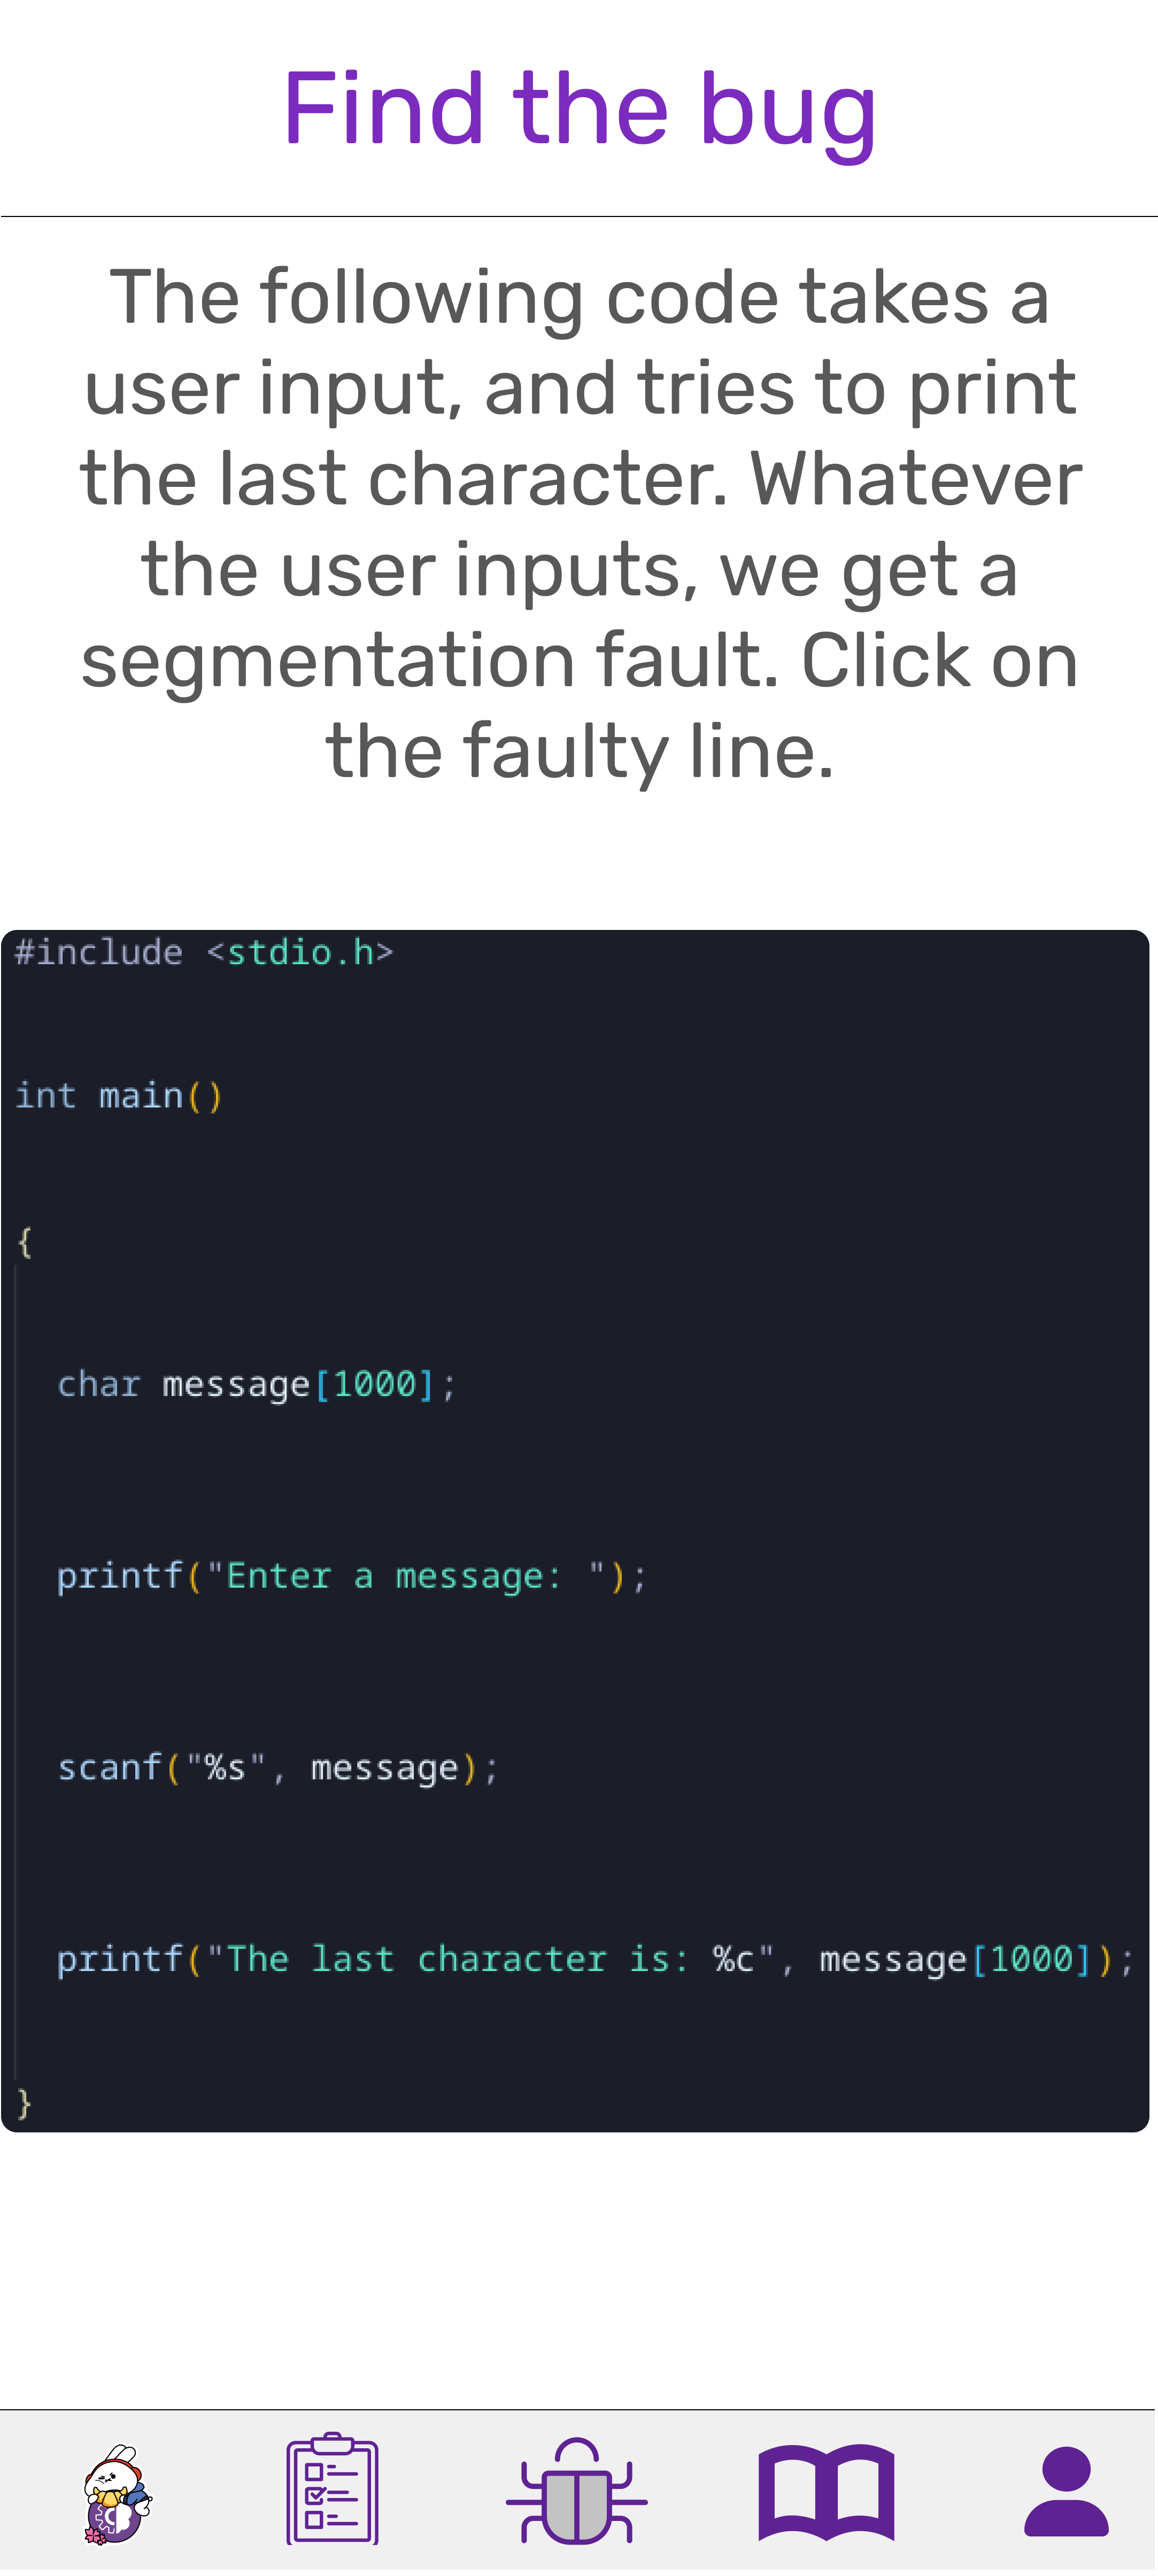 Find the bug
The following code takes a
user input, and tries to print
the last character. Whatever
the user inputs, we get a
segmentation fault. Click on
the faulty line.
#include <stdio.h>
int main()
{
char message[1000];
printf("Enter a message: ");
scanf("%s", message);
printf("The last character is: %c", message[1000]);
}